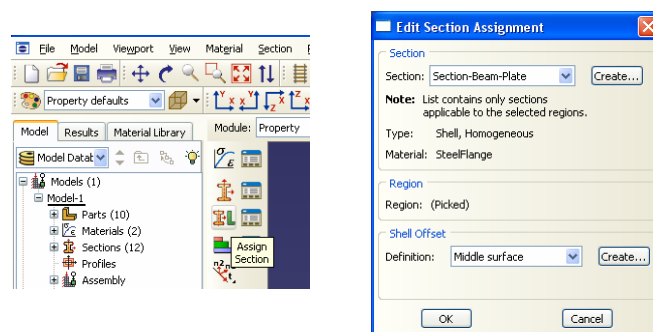 File Model Viewport View Material Section
Property defaults
Model Results Material Library Module: Property
Model Datab
Models (1)
Model-1
Parts (10)
Materials (2)
Sections (12)
Profiles
Assembly
Assign
Section
Edit Section Assignment
Section
Section: Section-Beam-Plate Create...
Note: List contains only sections
applicable to the selected regions.
Type: Shell, Homogeneous
Material: SteelFlange
Region
Region: (Picked)
Shell Offset
Definition: Middle surface Create...
OK Cancel